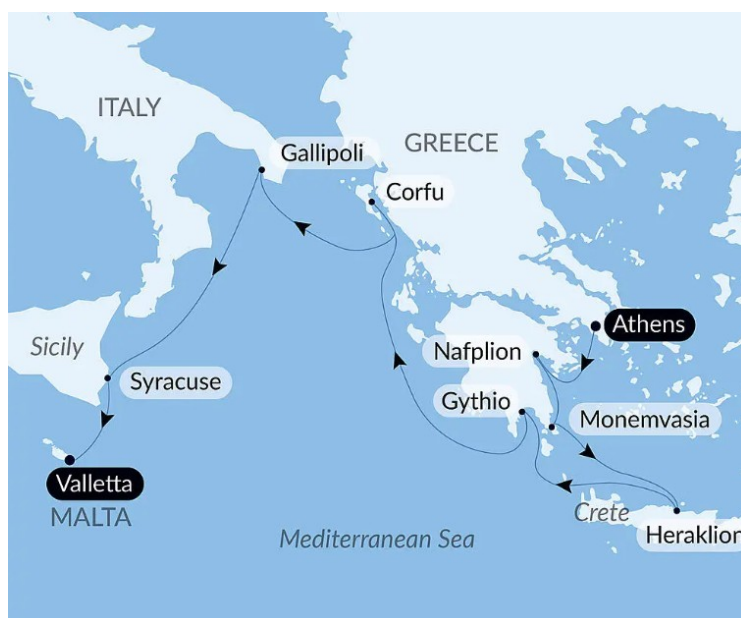 ITALY
Gallipoli
GREECE
Corfu
Sicily
Athens
Nafplion
Syracuse
Gythio
Monemvasia
Valletta
MALTA
Crete
Heraklion
Mediterranean Sea